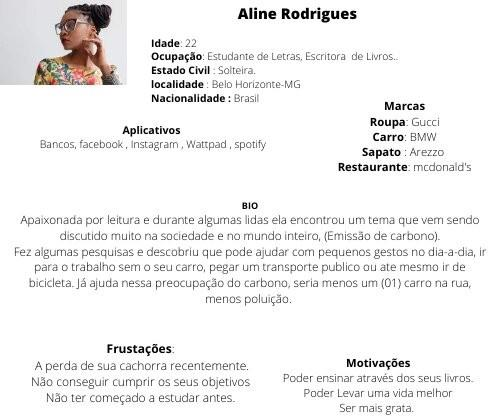 Aline Rodrigues
Idade: 22
Ocupação: Estudante de Letras, Escritora de Livros..
Estado Civil : Solteira.
localidade : Belo Horizonte-MG
Nacionalidade : Brasil
Marcas
Roupa: Gucci
Carro: BMW
Sapato : Arezzo
Restaurante: mcdonald's
Aplicativos
Bancos, facebook , Instagram , Wattpad , spotify
BIO
Apaixonada por leitura e durante algumas lidas ela encontrou um tema que vem sendo
discutido muito na sociedade e no mundo inteiro, (Emissão de carbono).
Fez algumas pesquisas e descobriu que pode ajudar com pequenos gestos no dia-a-dia, ir
para o trabalho sem o seu carro, pegar um transporte publico ou ate mesmo ir de
bicicleta. Já ajuda nessa preocupação do carbono, seria menos um (01) carro na rua,
menos poluição.
Frustações:
A perda de sua cachorra recentemente.
Não conseguir cumprir os seus objetivos
Não ter começado a estudar antes.
Motivações
Poder ensinar através dos seus livros.
Poder Levar uma vida melhor
Ser mais grata.